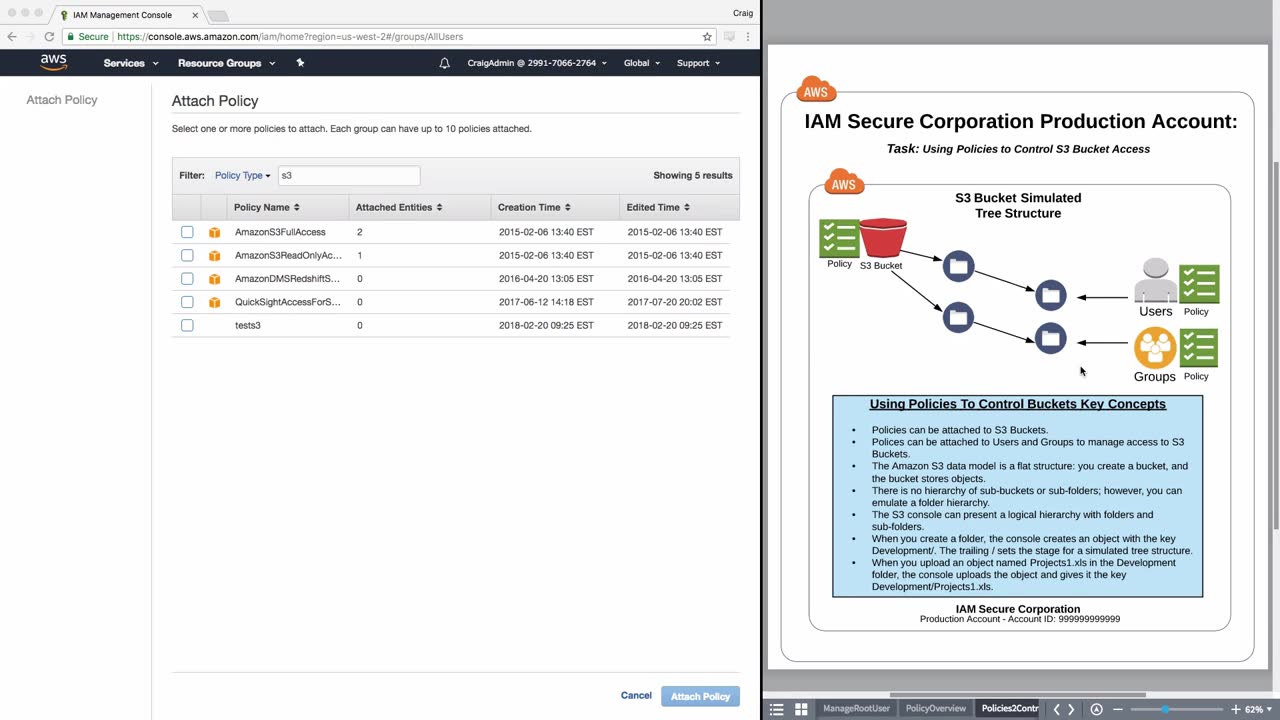 IAM Management Console
Craig
Secure
https://console.aws.amazon.com/iam/home?region=us-west-2#/groups/AllUsers
aws
Services
Resource Groups
CraigAdmin @ 2991-7066-2764
Global
Support
Attach Policy
Attach Policy
Select one or more policies to attach. Each group can have up to 10 policies attached.
Filter: Policy Type s3
Showing 5 results
Policy Name Attached Entities Creation Time Edited Time
AmazonS3FullAccess 2 2015-02-06 13:40 EST 2015-02-06 13:40 EST
AmazonS3ReadOnlyAc... 1 2015-02-06 13:40 EST 2015-02-06 13:40 EST
AmazonDMSRedshiftS... 0 2016-04-20 13:05 EST 2016-04-20 13:05 EST
QuickSightAccessForS... 0 2017-06-12 14:18 EST 2017-07-20 20:02 EST
tests3 0 2018-02-20 09:25 EST 2018-02-20 09:25 EST
Cancel
Attach Policy
AWS
IAM Secure Corporation Production Account:
Task: Using Policies to Control S3 Bucket Access
AWS
S3 Bucket Simulated
Tree Structure
Policy
S3 Bucket
Users
Policy
Groups
Policy
Using Policies To Control Buckets Key Concepts
• Policies can be attached to S3 Buckets.
• Polices can be attached to Users and Groups to manage access to S3
Buckets.
• The Amazon S3 data model is a flat structure: you create a bucket, and
the bucket stores objects.
• There is no hierarchy of sub-buckets or sub-folders; however, you can
emulate a folder hierarchy.
• The S3 console can present a logical hierarchy with folders and
sub-folders.
• When you create a folder, the console creates an object with the key
Development/. The trailing / sets the stage for a simulated tree structure.
• When you upload an object named Projects1.xls in the Development
folder, the console uploads the object and gives it the key
Development/Projects1.xls.
IAM Secure Corporation
Production Account - Account ID: 999999999999
ManageRootUser
PolicyOverview
Policies2Contr
62%